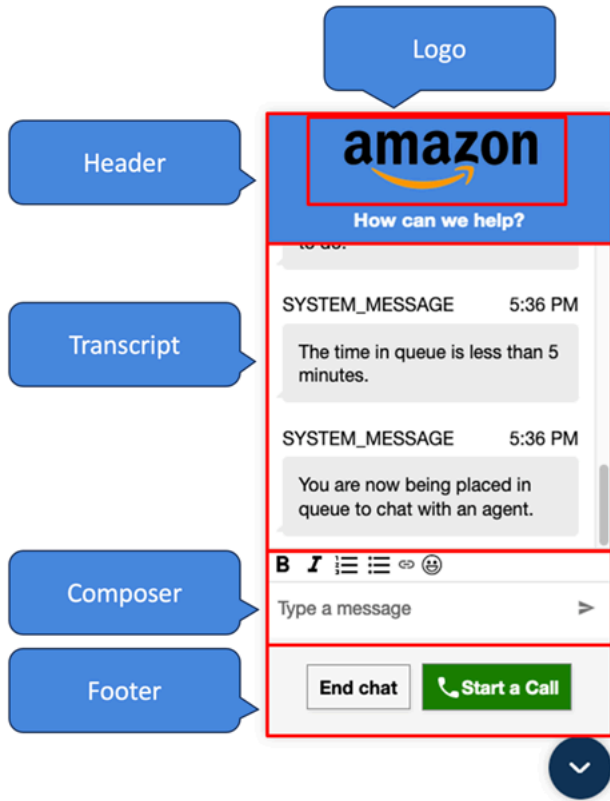 Logo
Header
amazon
How can we help?
to do.
SYSTEM_MESSAGE 5:36 PM
Transcript
The time in queue is less than 5
minutes.
SYSTEM_MESSAGE 5:36 PM
You are now being placed in
queue to chat with an agent.
Composer
B I
Type a message
Footer
End chat
Start a Call